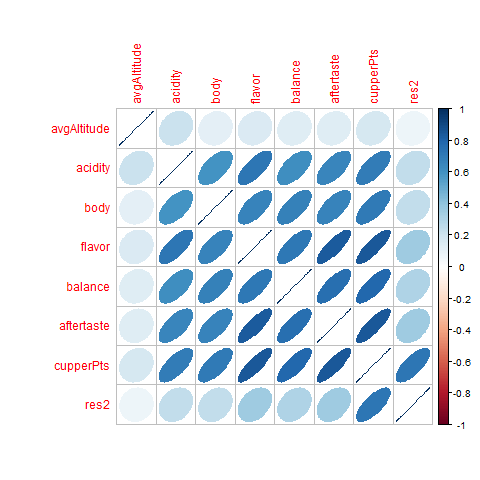 avgAltitude
acidity
body
flavor
balance
aftertaste
cupperPts
res2
avgAltitude
acidity
body
flavor
balance
aftertaste
cupperPts
res2
1
0.8
0.6
0.4
0.2
0
-0.2
-0.4
-0.6
-0.8
-1